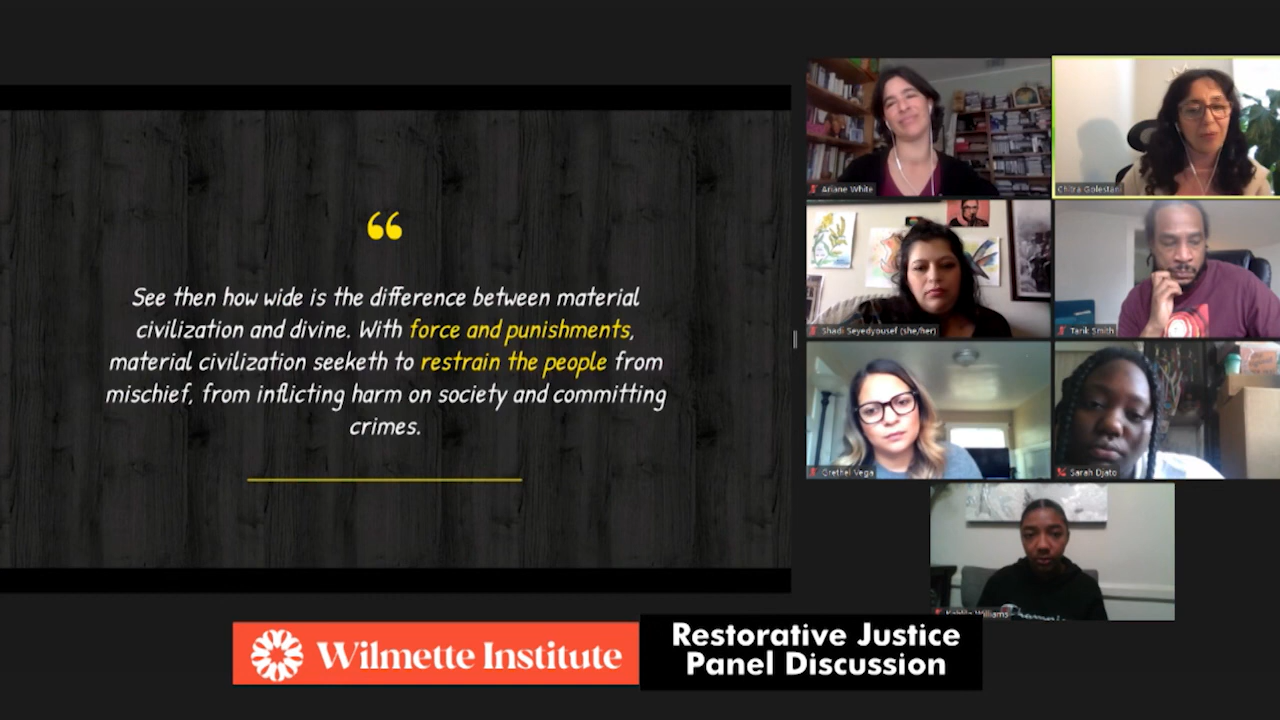 “
See then how wide is the difference between material
civilization and divine. With force and punishments,
material civilization seeketh to restrain the people from
mischief, from inflicting harm on society and committing
crimes.
Ariane White
Chitra Golestani
Shadi Seyedyousef (she/her)
Tarik Smith
Grethel Vega
Sarah Djato
Williams
Wilmette Institute
Restorative Justice
Panel Discussion